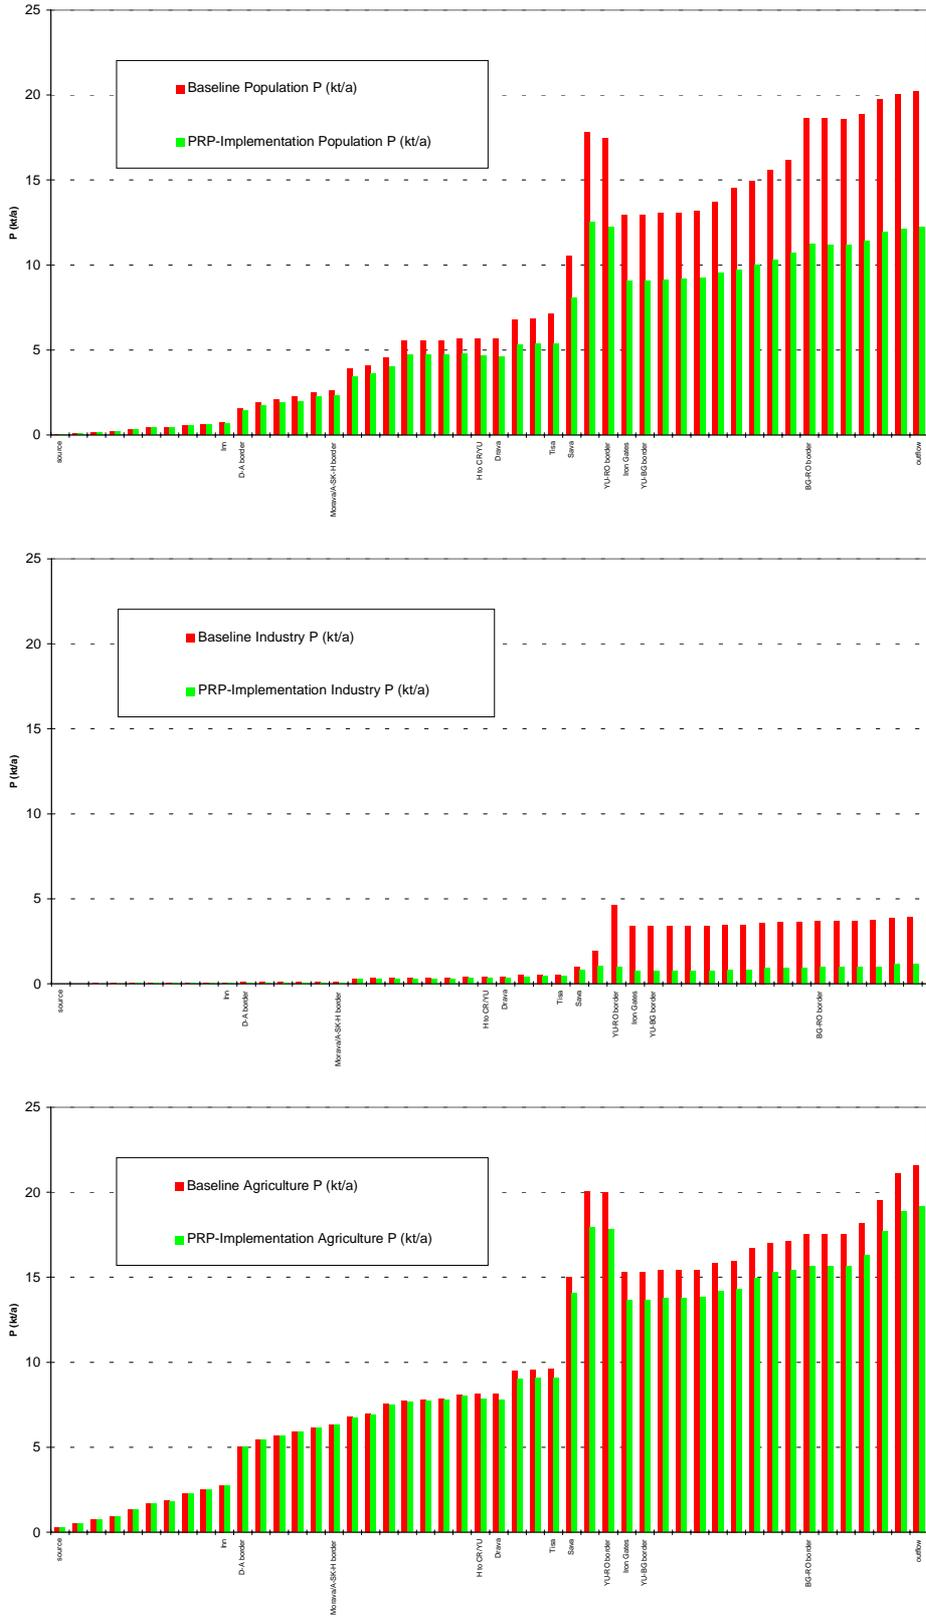 25
20
15
10
5
0
P (kt/a)
Baseline Population P (kt/a)
PRP-Implementation Population P (kt/a)
source
Inn
D-A border
Morava/A-SK-H border
H to CR/YU
Drava
Tisa
Sava
YU-RO border
Iron Gates
YU-BG border
BG-RO border
outflow
25
20
15
10
5
0
P (kt/a)
Baseline Industry P (kt/a)
PRP-Implementation Industry P (kt/a)
source
Inn
D-A border
Morava/A-SK-H border
H to CR/YU
Drava
Tisa
Sava
YU-RO border
Iron Gates
YU-BG border
BG-RO border
25
20
15
10
5
0
P (kt/a)
Baseline Agriculture P (kt/a)
PRP-Implementation Agriculture P (kt/a)
source
Inn
D-A border
Morava/A-SK-H border
H to CR/YU
Drava
Tisa
Sava
YU-RO border
Iron Gates
YU-BG border
BG-RO border
outflow